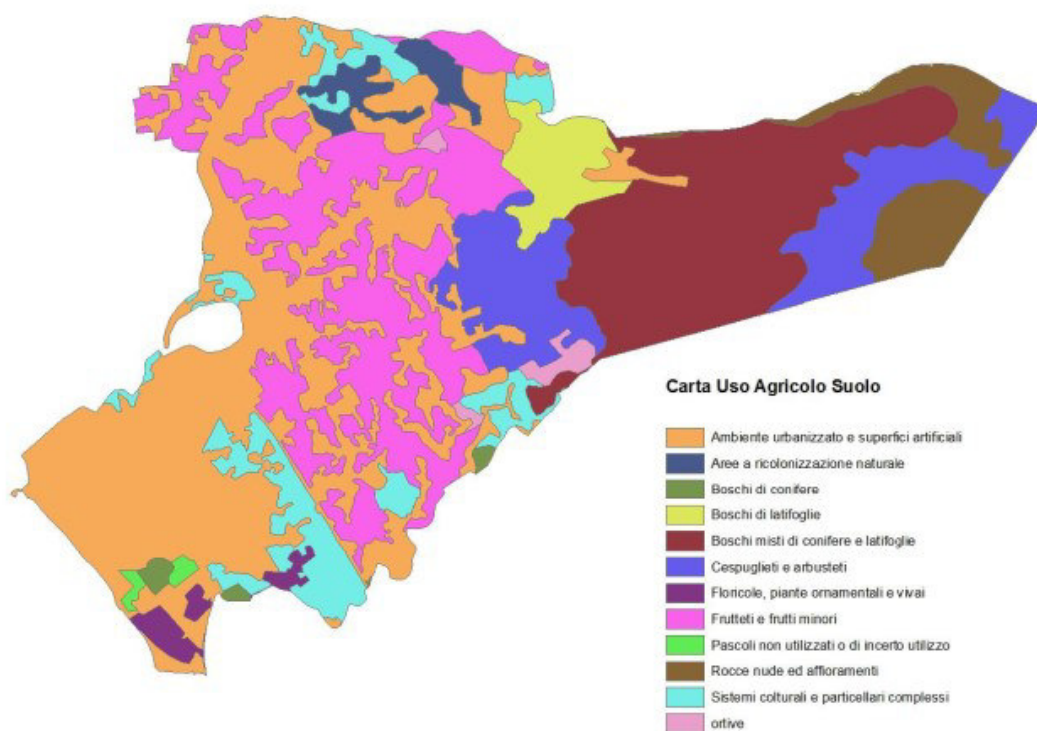 Carta Uso Agricolo Suolo
Ambiente urbanizzato e superfici artificiali
Aree a ricolonizzazione naturale
Boschi di conifere
Boschi di latifoglie
Boschi misti di conifere e latifoglie
Cespuglieti e arbusteti
Floricole, piante ornamentali e vivai
Frutteti e frutti minori
Pascoli non utilizzati o di incerto utilizzo
Rocce nude ed affioramenti
Sistemi colturali e particellari complessi
ortive